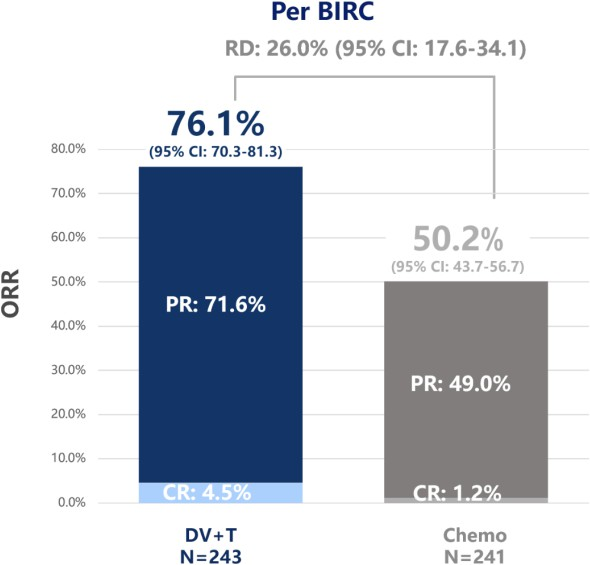 Per BIRC
RD: 26.0% (95% CI: 17.6-34.1)
76.1%
(95% CI: 70.3-81.3)
80.0%
70.0%
60.0%
50.2%
(95% CI: 43.7-56.7)
50.0%
ORR
PR: 71.6%
40.0%
30.0%
PR: 49.0%
20.0%
10.0%
CR: 4.5%
CR: 1.2%
0.0%
DV+T
N=243
Chemo
N=241